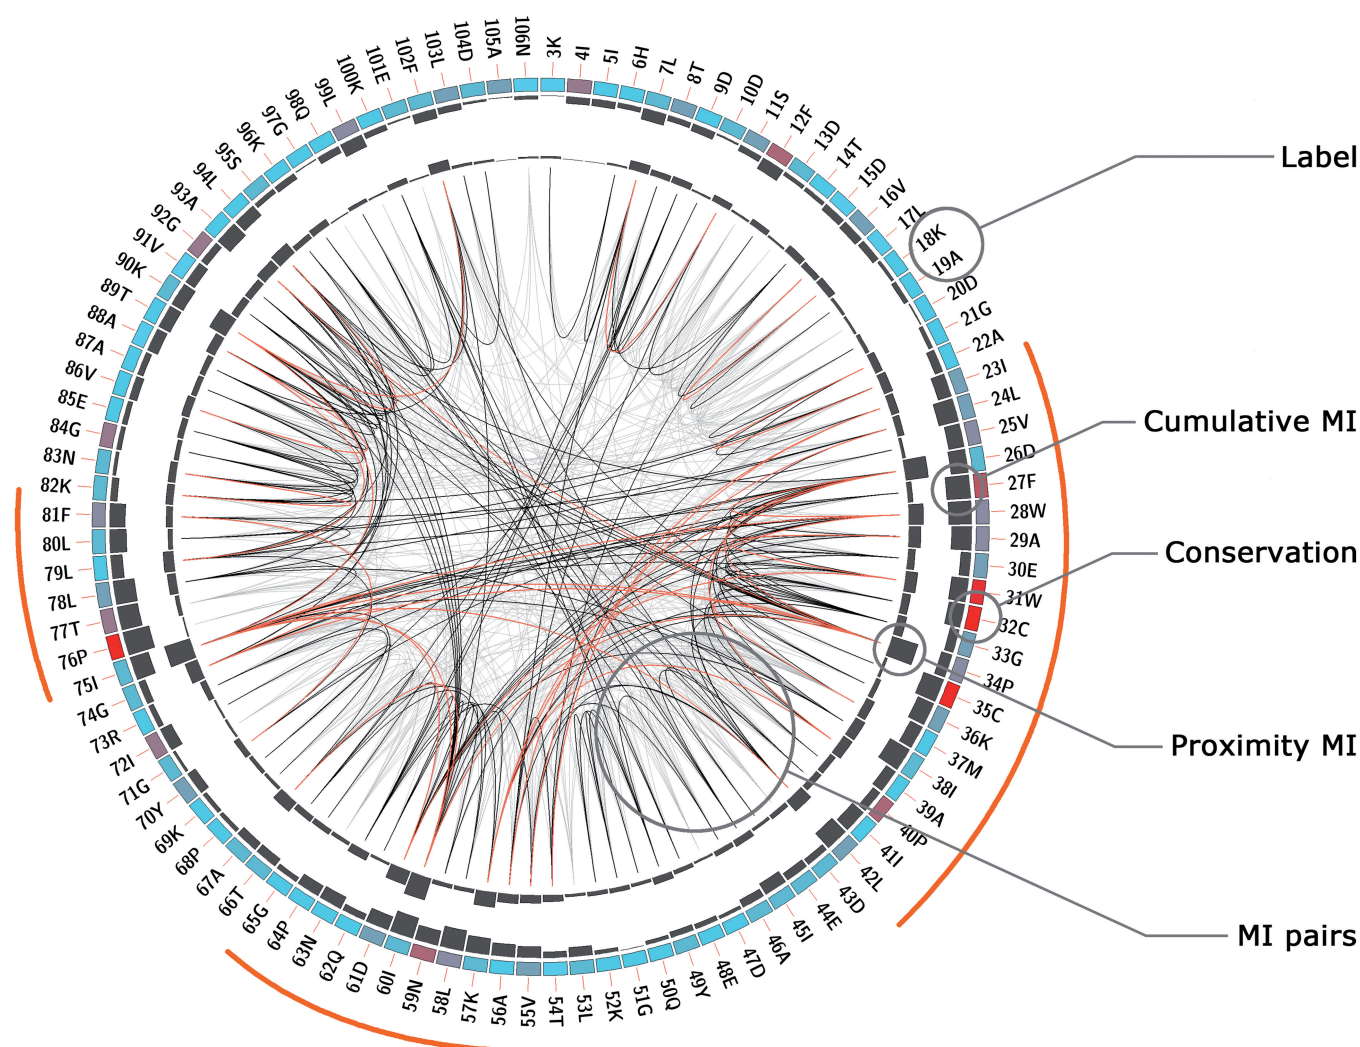 3K
4I
5I
6H
7L
8T
9D
10D
11S
12F
13D
14T
15D
16V
17L
18K
19A
20D
21G
22A
23I
24L
25V
26D
27F
28W
29A
30E
31W
32C
33G
34P
35C
36K
37M
38I
39A
40P
41I
42L
43D
44E
45I
46A
47D
48E
49Y
50Q
51G
52K
53L
54T
55V
56A
57K
58L
59N
60I
61D
62Q
63N
64P
65G
66T
67A
68P
69K
70Y
71G
72I
73R
74G
75I
76P
77T
78L
79L
80L
81F
82K
83N
84G
85E
86V
87A
88A
89T
90K
91V
92G
93A
94L
95S
96K
97G
98Q
99L
100K
101E
102F
103L
104D
105A
106N
Label
Cumulative MI
Conservation
Proximity MI
MI pairs